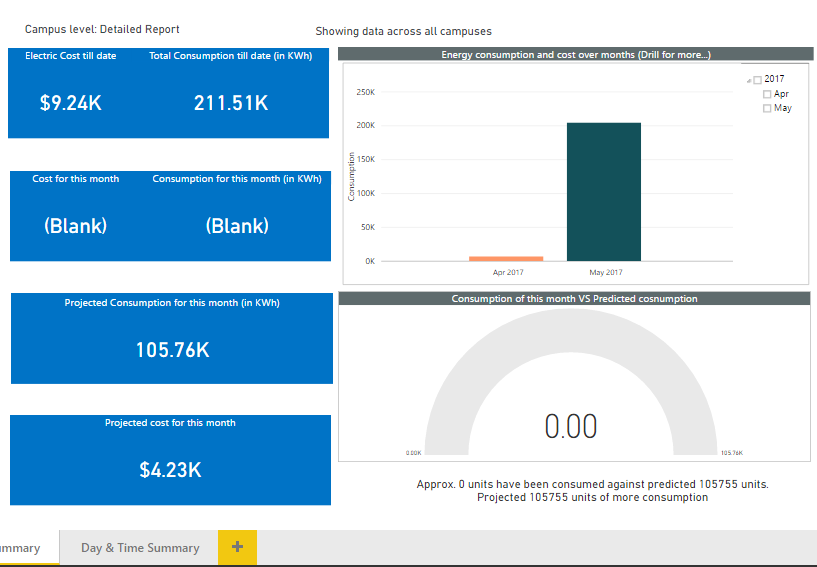 Campus level: Detailed Report
Showing data across all campuses
Electric Cost till date
Total Consumption till date (in KWh)
$9.24K
211.51K
Cost for this month
Consumption for this month (in KWh)
(Blank)
(Blank)
Projected Consumption for this month (in KWh)
105.76K
Projected cost for this month
$4.23K
Energy consumption and cost over months (Drill for more...)
250K
200K
150K
100K
50K
0K
Consumption
Apr 2017
May 2017
2017
Apr
May
Consumption of this month VS Predicted cosnumption
0.00
0.00K
105.76K
Approx. 0 units have been consumed against predicted 105755 units.
Projected 105755 units of more consumption
mmary
Day & Time Summary
+